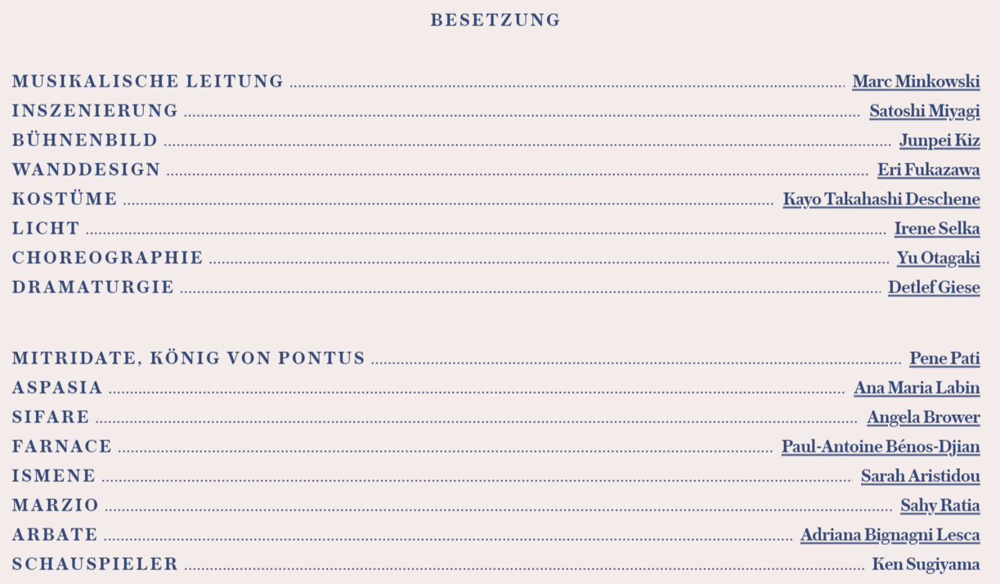 BESETZUNG
MUSIKALISCHE LEITUNG Marc Minkowski
INSZENIERUNG Satoshi Miyagi
BÜHNENBILD Junpei Kiz
WANDDESIGN Eri Fukazawa
KOSTÜME Kayo Takahashi Deschene
LICHT Irene Selka
CHOREOGRAPHIE Yu Otagaki
DRAMATURGIE Detlef Giese
MITRIDATE, KÖNIG VON PONTUS Pene Pati
ASPASIA Ana Maria Labin
SIFARE Angela Brower
FARNACE Paul-Antoine Bénos-Djian
ISMENE Sarah Aristidou
MARZIO Sahy Ratia
ARBATE Adriana Bignagni Lesca
SCHAUSPIELER Ken Sugiyama